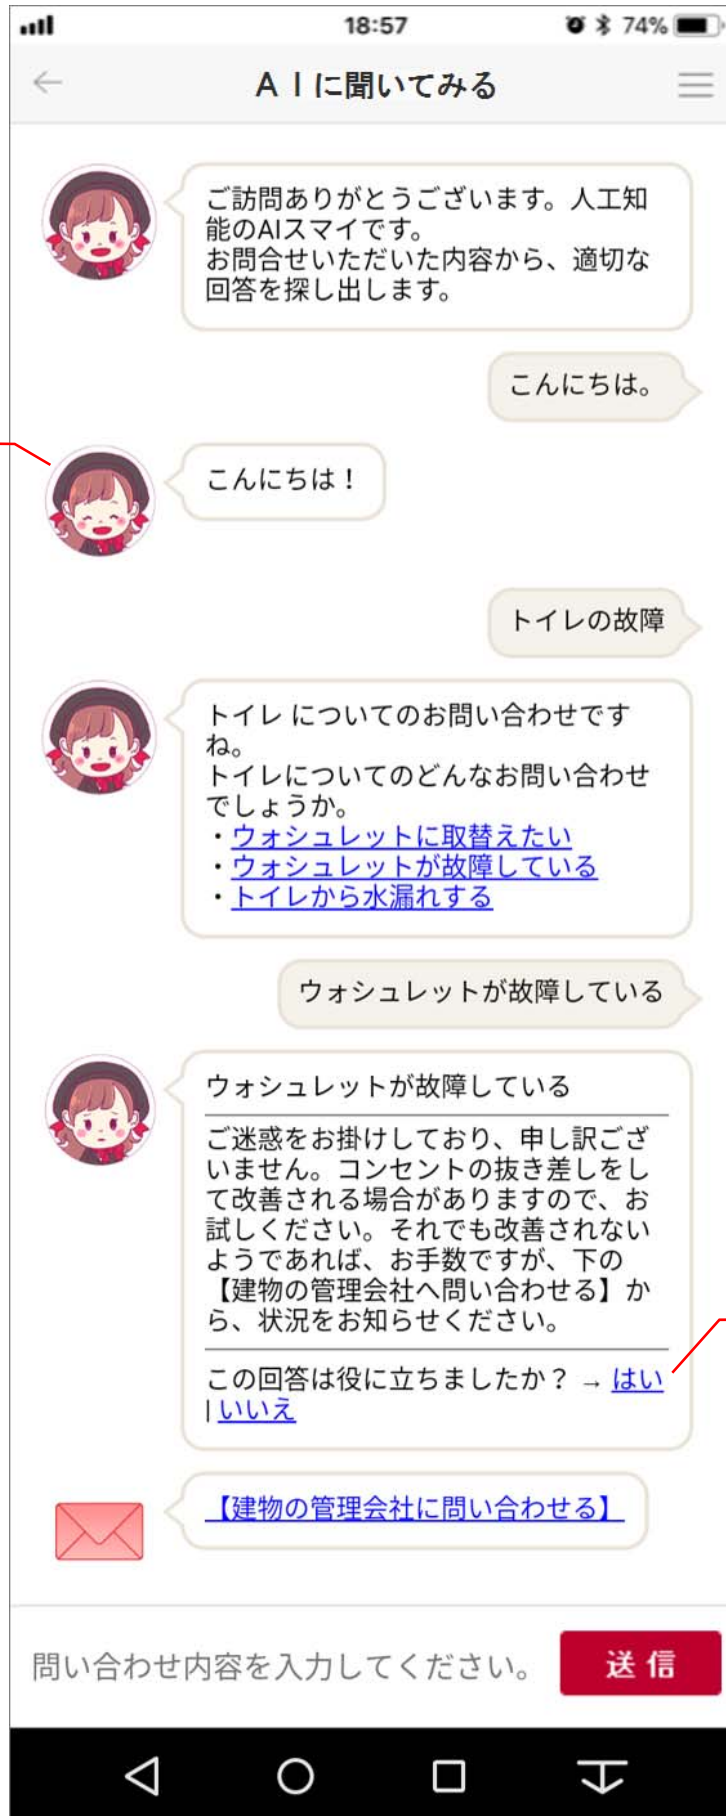 18:57
74%
AIに聞いてみる
ご訪問ありがとうございます。人工知
能のAIスマイです。
お問合せいただいた内容から、適切な
回答を探し出します。
こんにちは。
こんにちは！
トイレの故障
トイレ についてのお問い合わせです
ね。
トイレについてのどんなお問い合わせ
でしょうか。
・ウォシュレットに取替えたい
・ウォシュレットが故障している
・トイレから水漏れする
ウォシュレットが故障している
ウォシュレットが故障している
ご迷惑をお掛けしており、申し訳ござ
いません。コンセントの抜き差しをし
て改善される場合がありますので、お
試しください。それでも改善されない
ようであれば、お手数ですが、下の
【建物の管理会社へ問い合わせる】か
ら、状況をお知らせください。
この回答は役に立ちましたか？ → はい
| いいえ
【建物の管理会社に問い合わせる】
問い合わせ内容を入力してください。
送信